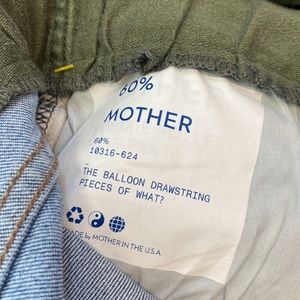 60%
MOTHER
60%
10316-624
THE BALLOON DRAWSTRING
PIECES OF WHAT?
MADE by MOTHER IN THE U.S.A.